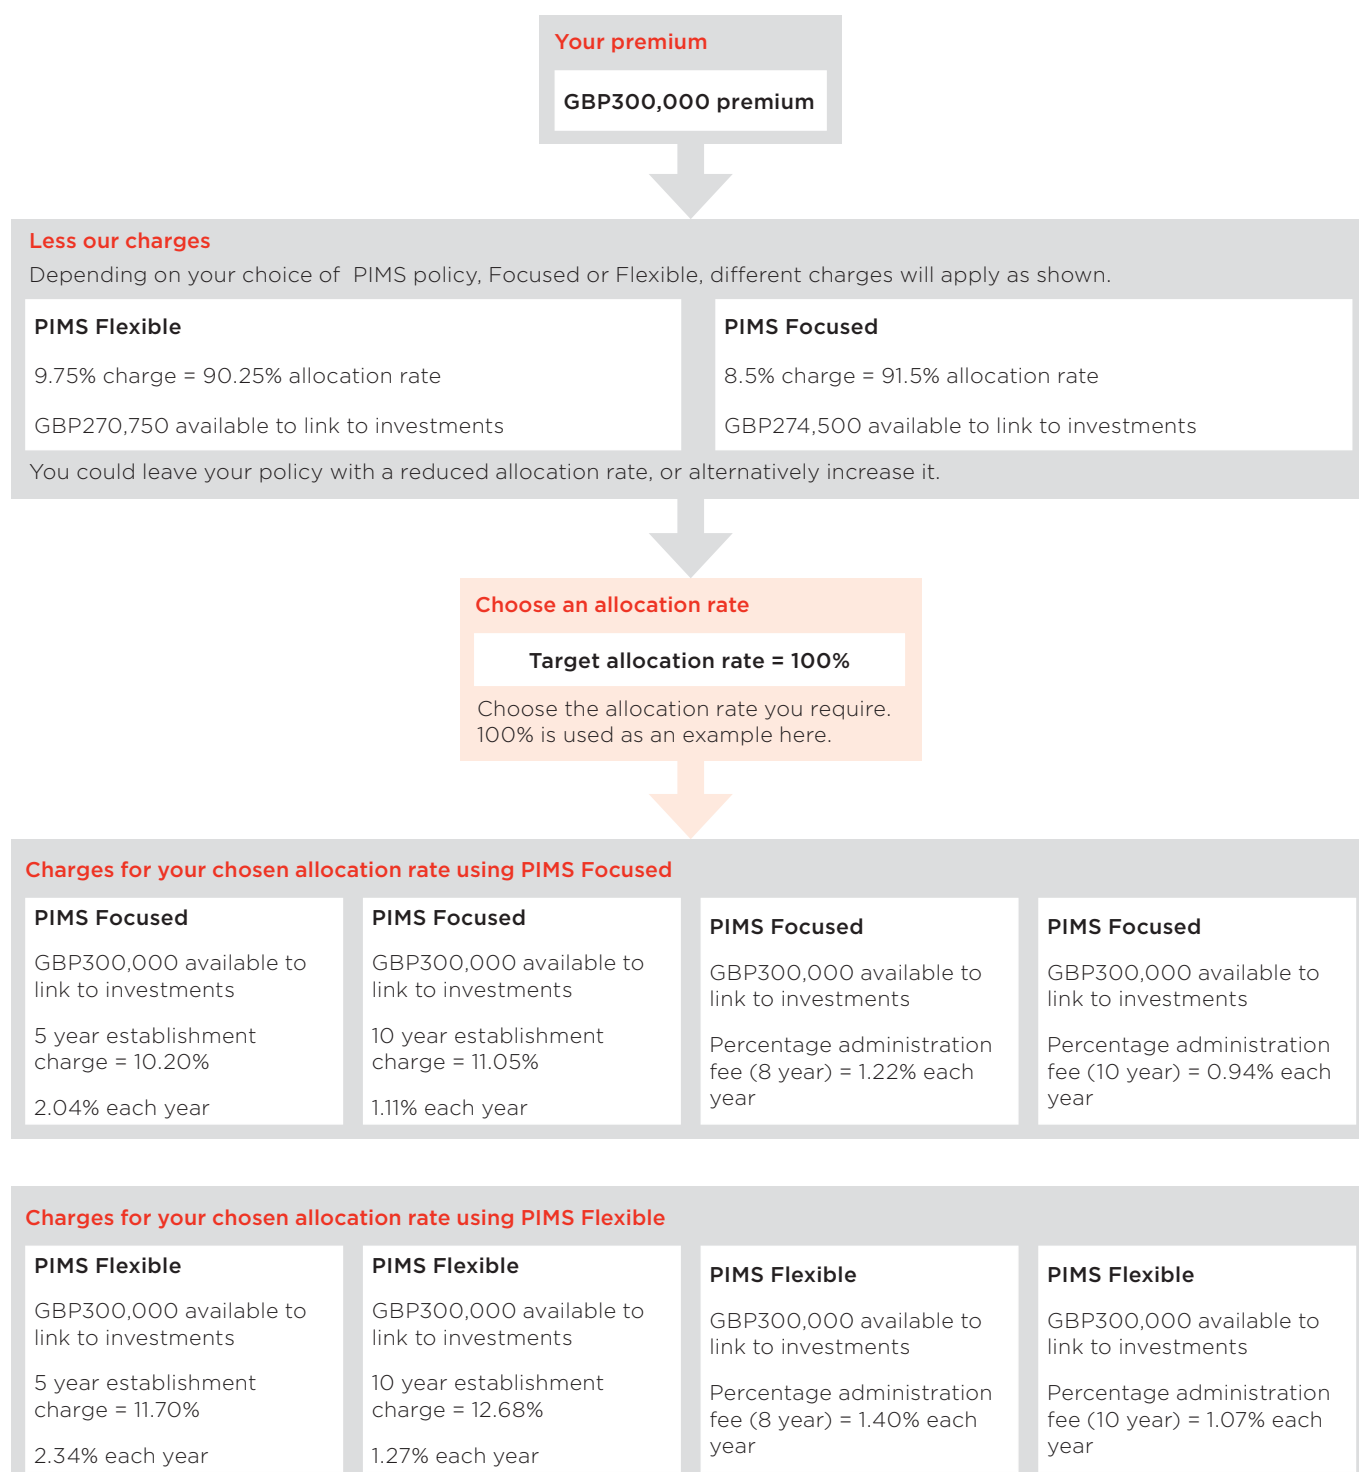 Your premium
GBP300,000 premium
Less our charges
Depending on your choice of PIMS policy, Focused or Flexible, different charges will apply as shown.
PIMS Flexible
9.75% charge = 90.25% allocation rate
GBP270,750 available to link to investments
PIMS Focused
8.5% charge = 91.5% allocation rate
GBP274,500 available to link to investments
You could leave your policy with a reduced allocation rate, or alternatively increase it.
Choose an allocation rate
Target allocation rate = 100%
Choose the allocation rate you require.
100% is used as an example here.
Charges for your chosen allocation rate using PIMS Focused
PIMS Focused
GBP300,000 available to
link to investments
5 year establishment
charge = 10.20%
2.04% each year
PIMS Focused
GBP300,000 available to
link to investments
10 year establishment
charge = 11.05%
1.11% each year
PIMS Focused
GBP300,000 available to
link to investments
Percentage administration
fee (8 year) = 1.22% each
year
PIMS Focused
GBP300,000 available to
link to investments
Percentage administration
fee (10 year) = 0.94% each
year
Charges for your chosen allocation rate using PIMS Flexible
PIMS Flexible
GBP300,000 available to
link to investments
5 year establishment
charge = 11.70%
2.34% each year
PIMS Flexible
GBP300,000 available to
link to investments
10 year establishment
charge = 12.68%
1.27% each year
PIMS Flexible
GBP300,000 available to
link to investments
Percentage administration
fee (8 year) = 1.40% each
year
PIMS Flexible
GBP300,000 available to
link to investments
Percentage administration
fee (10 year) = 1.07% each
year